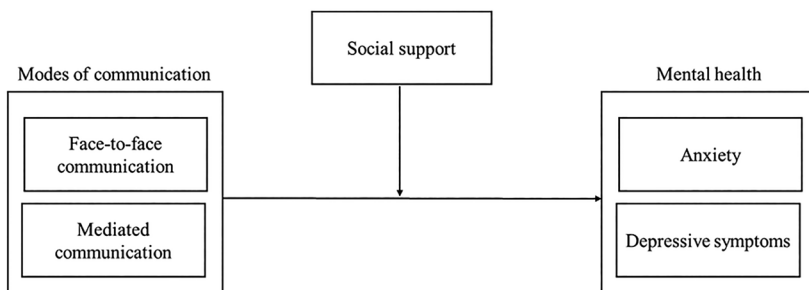 Social support
Modes of communication
Mental health
Face-to-face
communication
Anxiety
Mediated
communication
Depressive symptoms